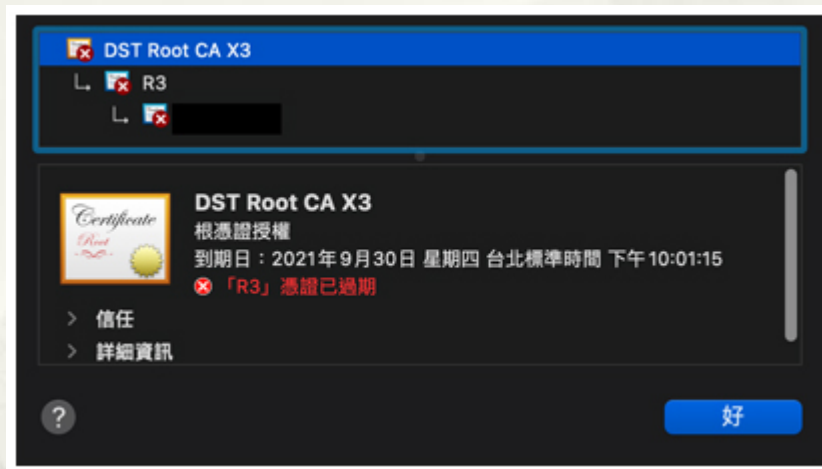 DST Root CA X3
R3
DST Root CA X3
根憑證授權
到期日：2021年9月30日 星期四 台北標準時間 下午10:01:15
「R3」憑證已過期
信任
詳細資訊
?
好
Certificate
Root